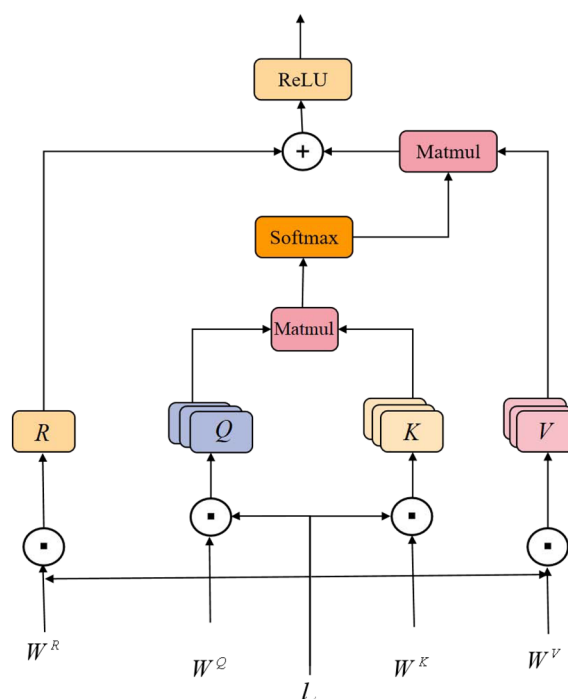 ReLU
+
Matmul
Softmax
Matmul
R
Q
K
V
W^R
W^Q
W^K
W^V